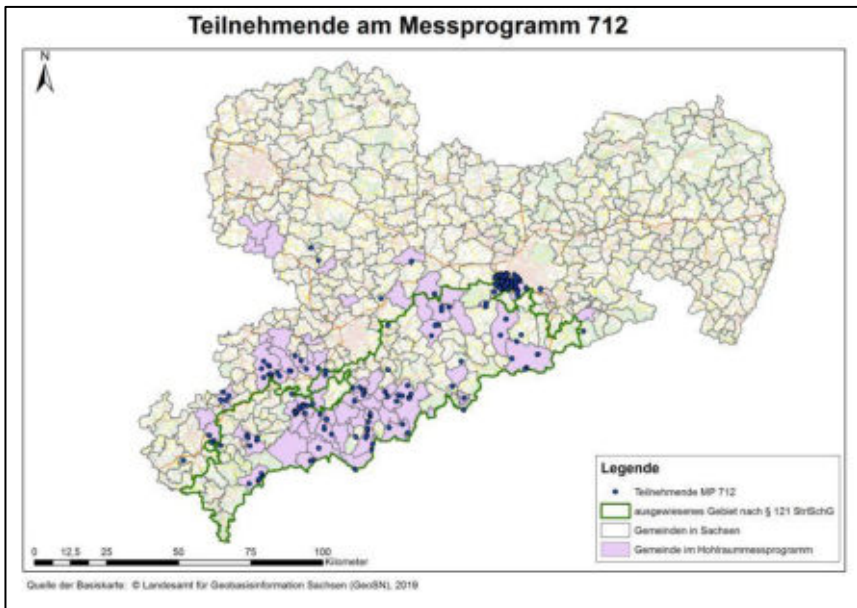 Teilnehmende am Messprogramm 712
N
Legende
Teilnehmende MP 712
ausgewiesenes Gebiet nach § 121 StrlSchG
Gemeinden in Sachsen
Gemeinde im Hohlraummessprogramm
0 12,5 25 50 75 100
Kilometer
Quelle der Basiskarte: © Landesamt für Geobasisinformation Sachsen (GeoSN), 2019